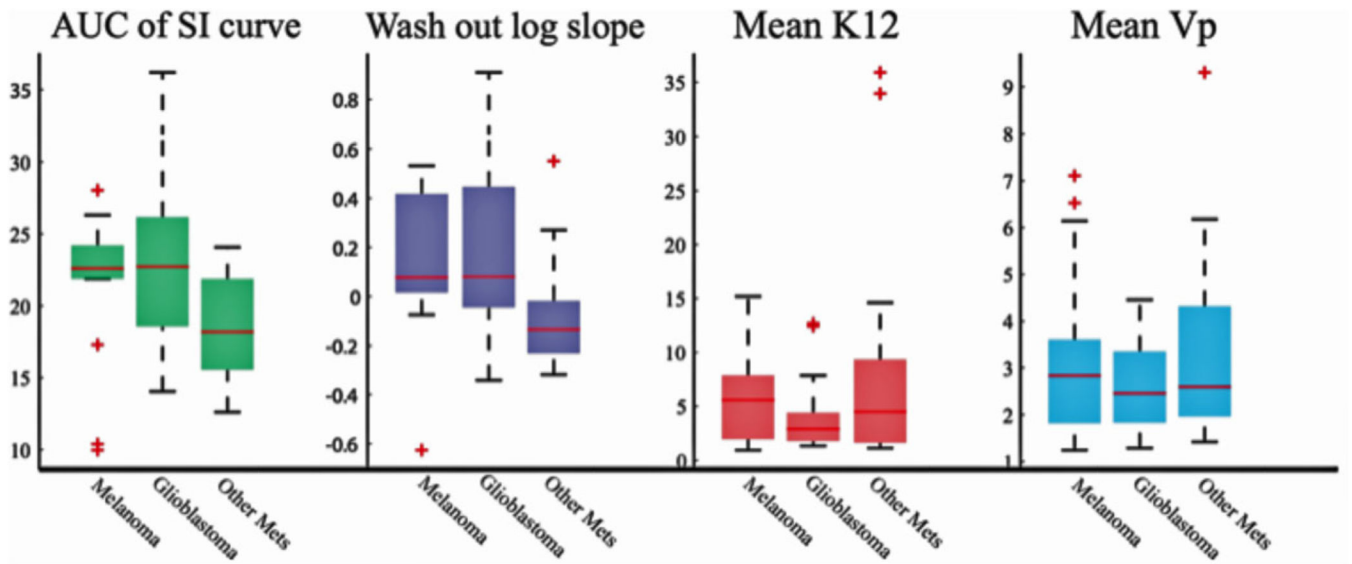 AUC of SI curve
Wash out log slope
Mean K12
Mean Vp
35
30
25
20
15
10
0.8
0.6
0.4
0.2
0
-0.2
-0.4
-0.6
35
30
25
20
15
10
5
0
9
8
7
6
5
4
3
2
1
Melanoma
Glioblastoma
Other Mets
Melanoma
Glioblastoma
Other Mets
Melanoma
Glioblastoma
Other Mets
Melanoma
Glioblastoma
Other Mets